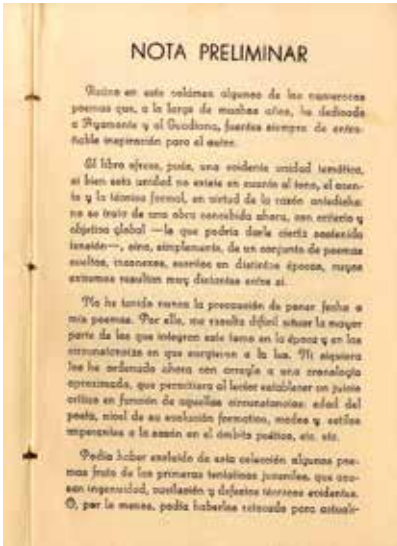 NOTA PRELIMINAR
Reúno en este volúmen algunos de los numerosos
poemas que, a lo largo de muchos años, he dedicado
a Ayamonte y al Guadiana, fuentes siempre de entra-
ñable inspiración para el autor.
El libro ofrece, pués, una evidente unidad temática,
si bien esta unidad no existe en cuanto al tono, el acen-
to y la técnica formal, en virtud de la razón antedicha:
no se trata de una obra concebida ahora, con criterio y
objetivo global —lo que podría darle cierta sostenida
tensión—, sino, simplemente, de un conjunto de poemas
sueltos, inconexos, escritos en distintas épocas, cuyos
extremos resultan muy distantes entre sí.
No he tenido nunca la precaución de poner fecha a
mis poemas. Por ello, me resulta difícil situar la mayor
parte de los que integran este tomo en la época y en las
circunstancias en que surgieron a la luz. Ni siquiera
los he ordenado ahora con arreglo a una cronología
aproximada, que permitiera al lector establecer un juicio
crítico en función de aquellas circunstancias: edad del
poeta, nivel de su evolución formativa, modos y estilos
imperantes a la sazón en el ámbito poético, etc. etc.
Podía haber excluído de esta colección algunos poe-
mas fruto de las primeras tentativas juveniles, que acu-
san ingenuidad, vacilación y defectos técnicos evidentes.
O, por lo menos, podía haberlos retocado para actuali-